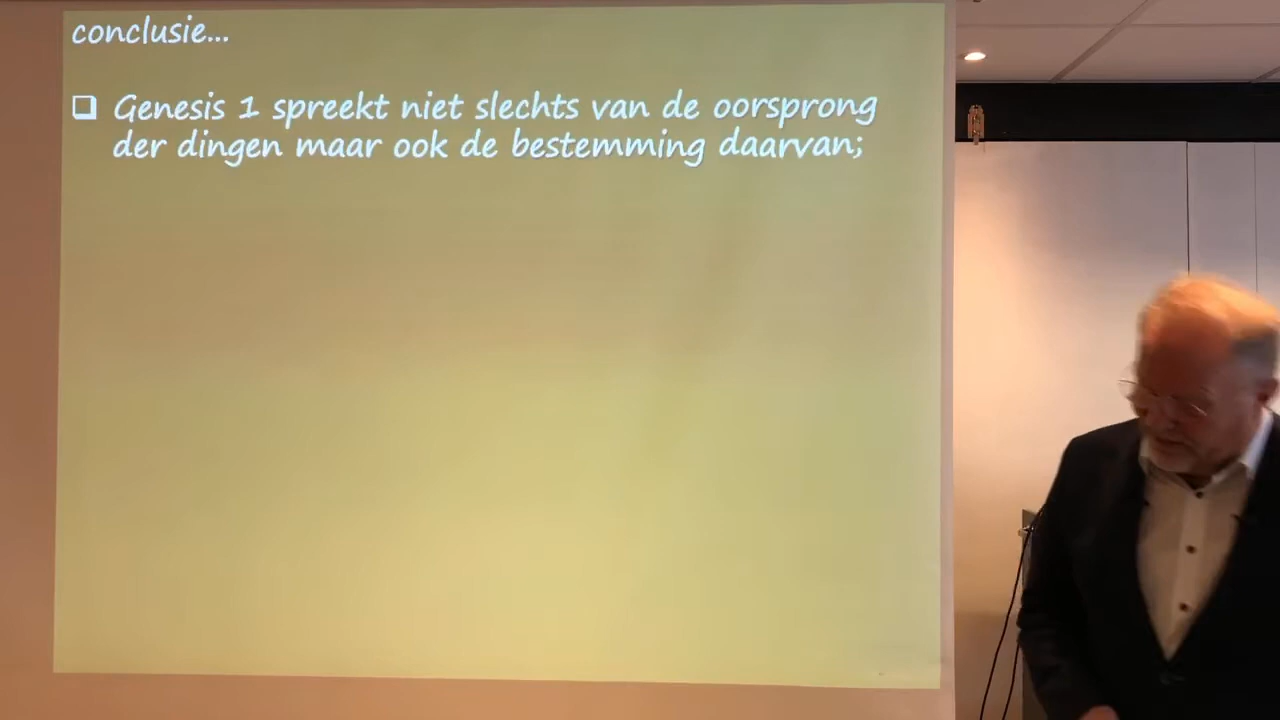 conclusie...
Genesis 1 spreekt niet slechts van de oorsprong
der dingen maar ook de bestemming daarvan;